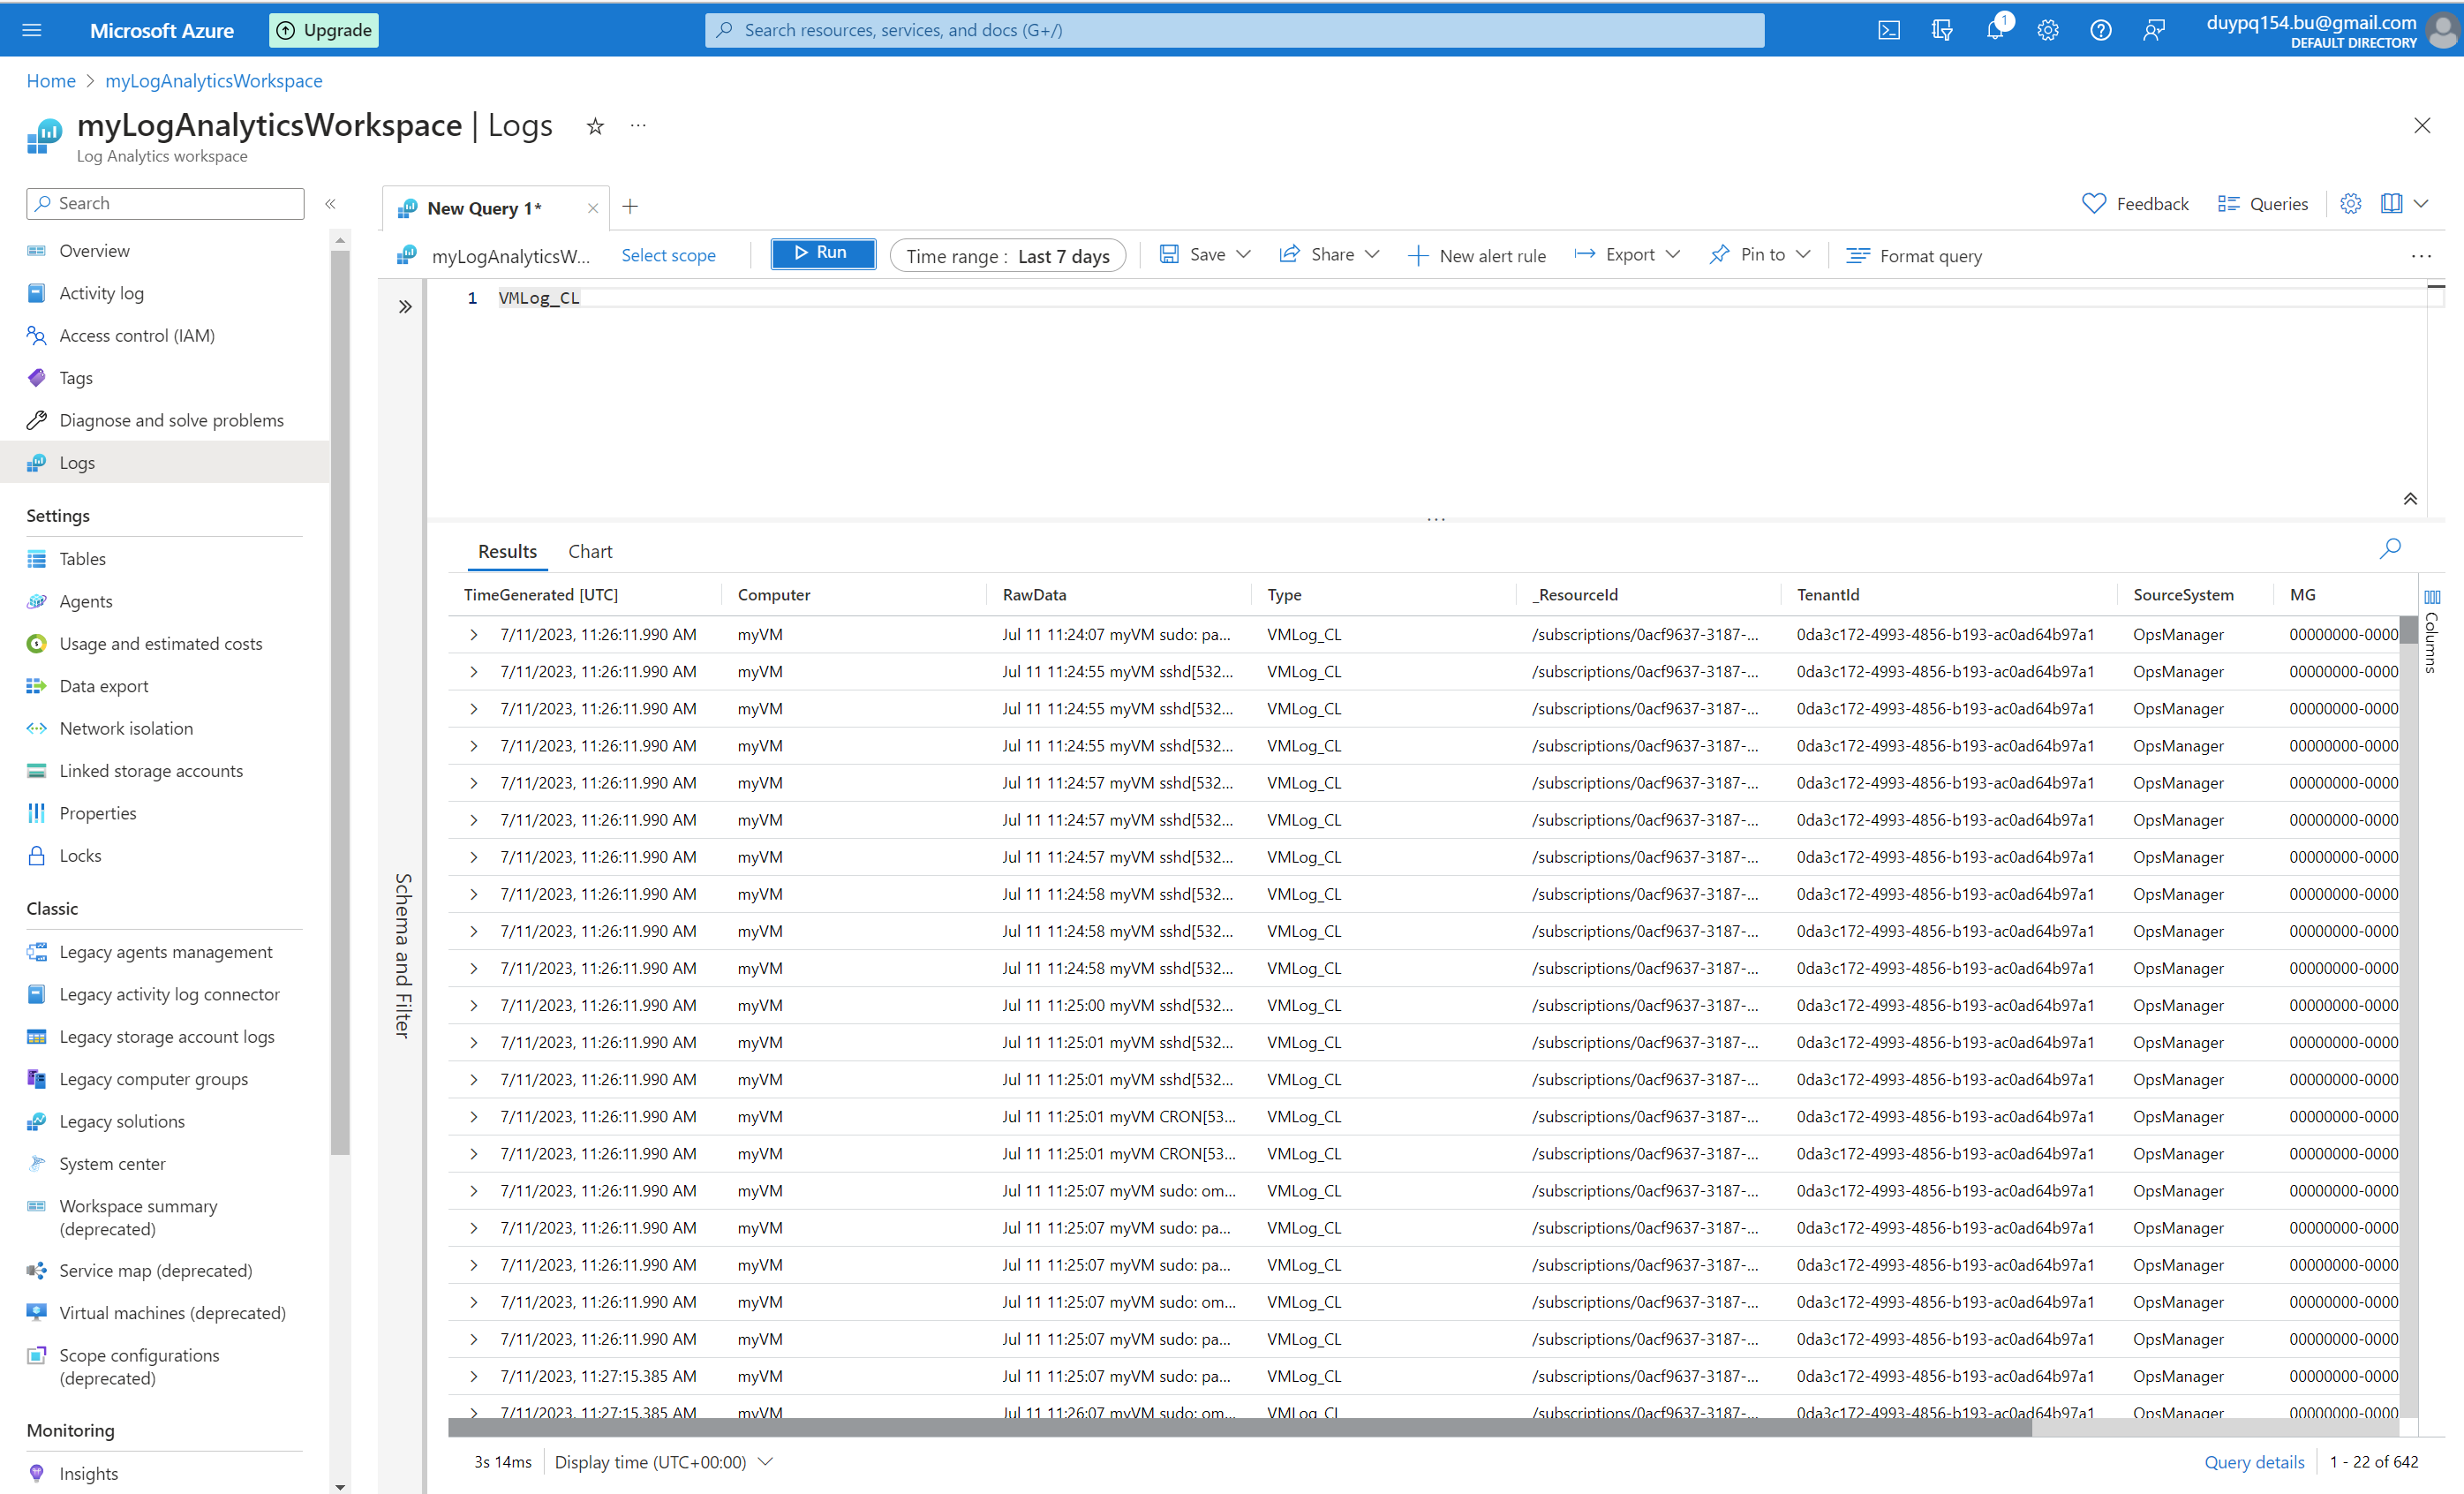 Microsoft Azure
Upgrade
Search resources, services, and docs (G+/)
1
duypq154.bu@gmail.com
DEFAULT DIRECTORY
Home > myLogAnalyticsWorkspace
myLogAnalyticsWorkspace | Logs
Log Analytics workspace
Search
Overview
Activity log
Access control (IAM)
Tags
Diagnose and solve problems
Logs
Settings
Tables
Agents
Usage and estimated costs
Data export
Network isolation
Linked storage accounts
Properties
Locks
Classic
Legacy agents management
Legacy activity log connector
Legacy storage account logs
Legacy computer groups
Legacy solutions
System center
Workspace summary
(deprecated)
Service map (deprecated)
Virtual machines (deprecated)
Scope configurations
(deprecated)
Monitoring
Insights
New Query 1*
Feedback
Queries
myLogAnalyticsW... Select scope Run Time range : Last 7 days Save Share New alert rule Export Pin to Format query
Schema and Filter
1 VMLog_CL
Results Chart
TimeGenerated [UTC] Computer RawData Type _ResourceId TenantId SourceSystem MG
7/11/2023, 11:26:11.990 AM myVM Jul 11 11:24:07 myVM sudo: pa... VMLog_CL /subscriptions/0acf9637-3187-... 0da3c172-4993-4856-b193-ac0ad64b97a1 OpsManager 00000000-0000
7/11/2023, 11:26:11.990 AM myVM Jul 11 11:24:55 myVM sshd[532... VMLog_CL /subscriptions/0acf9637-3187-... 0da3c172-4993-4856-b193-ac0ad64b97a1 OpsManager 00000000-0000
7/11/2023, 11:26:11.990 AM myVM Jul 11 11:24:55 myVM sshd[532... VMLog_CL /subscriptions/0acf9637-3187-... 0da3c172-4993-4856-b193-ac0ad64b97a1 OpsManager 00000000-0000
7/11/2023, 11:26:11.990 AM myVM Jul 11 11:24:55 myVM sshd[532... VMLog_CL /subscriptions/0acf9637-3187-... 0da3c172-4993-4856-b193-ac0ad64b97a1 OpsManager 00000000-0000
7/11/2023, 11:26:11.990 AM myVM Jul 11 11:24:57 myVM sshd[532... VMLog_CL /subscriptions/0acf9637-3187-... 0da3c172-4993-4856-b193-ac0ad64b97a1 OpsManager 00000000-0000
7/11/2023, 11:26:11.990 AM myVM Jul 11 11:24:57 myVM sshd[532... VMLog_CL /subscriptions/0acf9637-3187-... 0da3c172-4993-4856-b193-ac0ad64b97a1 OpsManager 00000000-0000
7/11/2023, 11:26:11.990 AM myVM Jul 11 11:24:57 myVM sshd[532... VMLog_CL /subscriptions/0acf9637-3187-... 0da3c172-4993-4856-b193-ac0ad64b97a1 OpsManager 00000000-0000
7/11/2023, 11:26:11.990 AM myVM Jul 11 11:24:58 myVM sshd[532... VMLog_CL /subscriptions/0acf9637-3187-... 0da3c172-4993-4856-b193-ac0ad64b97a1 OpsManager 00000000-0000
7/11/2023, 11:26:11.990 AM myVM Jul 11 11:24:58 myVM sshd[532... VMLog_CL /subscriptions/0acf9637-3187-... 0da3c172-4993-4856-b193-ac0ad64b97a1 OpsManager 00000000-0000
7/11/2023, 11:26:11.990 AM myVM Jul 11 11:24:58 myVM sshd[532... VMLog_CL /subscriptions/0acf9637-3187-... 0da3c172-4993-4856-b193-ac0ad64b97a1 OpsManager 00000000-0000
7/11/2023, 11:26:11.990 AM myVM Jul 11 11:25:00 myVM sshd[532... VMLog_CL /subscriptions/0acf9637-3187-... 0da3c172-4993-4856-b193-ac0ad64b97a1 OpsManager 00000000-0000
7/11/2023, 11:26:11.990 AM myVM Jul 11 11:25:01 myVM sshd[532... VMLog_CL /subscriptions/0acf9637-3187-... 0da3c172-4993-4856-b193-ac0ad64b97a1 OpsManager 00000000-0000
7/11/2023, 11:26:11.990 AM myVM Jul 11 11:25:01 myVM sshd[532... VMLog_CL /subscriptions/0acf9637-3187-... 0da3c172-4993-4856-b193-ac0ad64b97a1 OpsManager 00000000-0000
7/11/2023, 11:26:11.990 AM myVM Jul 11 11:25:01 myVM CRON[53... VMLog_CL /subscriptions/0acf9637-3187-... 0da3c172-4993-4856-b193-ac0ad64b97a1 OpsManager 00000000-0000
7/11/2023, 11:26:11.990 AM myVM Jul 11 11:25:01 myVM CRON[53... VMLog_CL /subscriptions/0acf9637-3187-... 0da3c172-4993-4856-b193-ac0ad64b97a1 OpsManager 00000000-0000
7/11/2023, 11:26:11.990 AM myVM Jul 11 11:25:07 myVM sudo: om... VMLog_CL /subscriptions/0acf9637-3187-... 0da3c172-4993-4856-b193-ac0ad64b97a1 OpsManager 00000000-0000
7/11/2023, 11:26:11.990 AM myVM Jul 11 11:25:07 myVM sudo: pa... VMLog_CL /subscriptions/0acf9637-3187-... 0da3c172-4993-4856-b193-ac0ad64b97a1 OpsManager 00000000-0000
7/11/2023, 11:26:11.990 AM myVM Jul 11 11:25:07 myVM sudo: pa... VMLog_CL /subscriptions/0acf9637-3187-... 0da3c172-4993-4856-b193-ac0ad64b97a1 OpsManager 00000000-0000
7/11/2023, 11:26:11.990 AM myVM Jul 11 11:25:07 myVM sudo: om... VMLog_CL /subscriptions/0acf9637-3187-... 0da3c172-4993-4856-b193-ac0ad64b97a1 OpsManager 00000000-0000
7/11/2023, 11:26:11.990 AM myVM Jul 11 11:25:07 myVM sudo: pa... VMLog_CL /subscriptions/0acf9637-3187-... 0da3c172-4993-4856-b193-ac0ad64b97a1 OpsManager 00000000-0000
7/11/2023, 11:27:15.385 AM myVM Jul 11 11:25:07 myVM sudo: pa... VMLog_CL /subscriptions/0acf9637-3187-... 0da3c172-4993-4856-b193-ac0ad64b97a1 OpsManager 00000000-0000
7/11/2023, 11:27:15.385 AM myVM Jul 11 11:26:07 myVM sudo: om... VMLog_CL /subscriptions/0acf9637-3187-... 0da3c172-4993-4856-b193-ac0ad64b97a1 OpsManager 00000000-0000
Columns
3s 14ms Display time (UTC+00:00) Query details 1 - 22 of 642